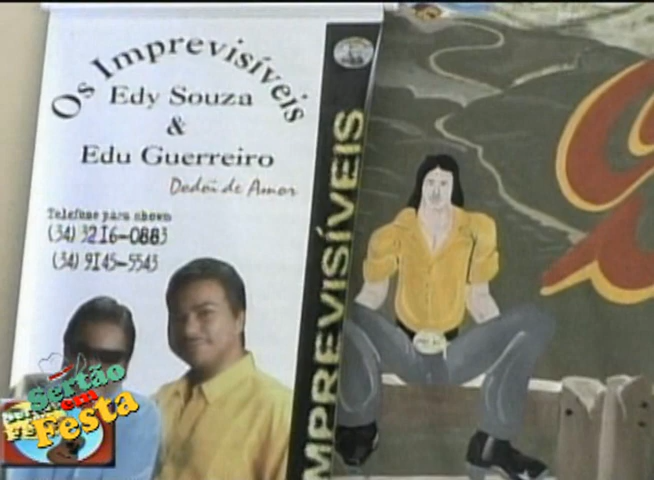 Os Imprevisíveis
Edy Souza
&
Edu Guerreiro
Dodói de Amor
Telefone para shows
(34) 3216-0883
(34) 9145-5543
MPREVISÍVEIS
Sertão
em
Festa